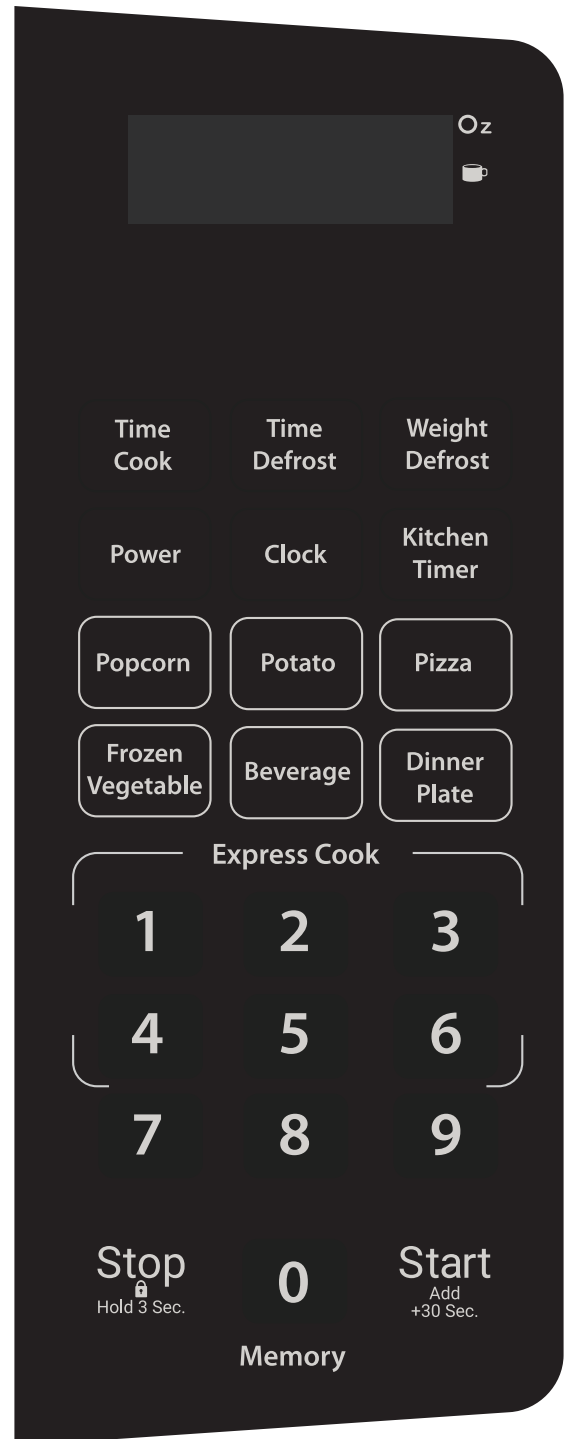 Oz
Time Cook
Time Defrost
Weight Defrost
Power
Clock
Kitchen Timer
Popcorn
Potato
Pizza
Frozen Vegetable
Beverage
Dinner Plate
Express Cook
1
2
3
4
5
6
7
8
9
Stop
Hold 3 Sec.
0
Start
Add
+30 Sec.
Memory